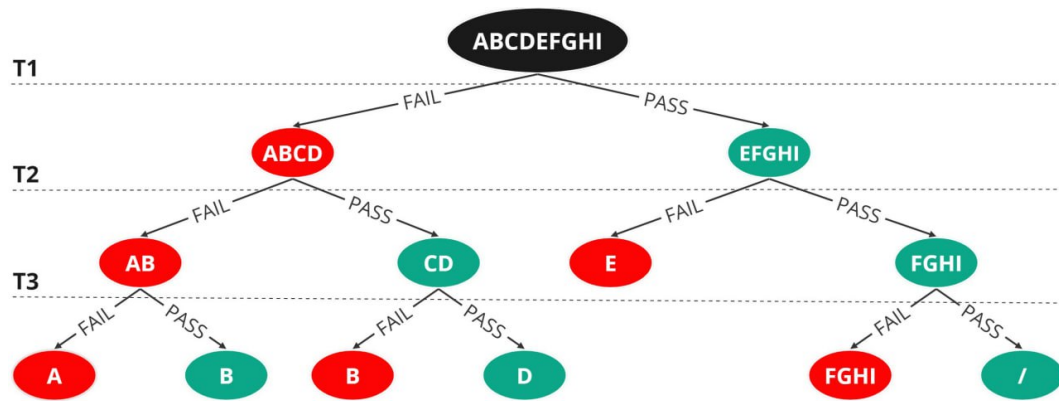 ABCDEFGHI
T1
FAIL PASS
ABCD EFGHI
T2
FAIL PASS FAIL PASS
AB CD E FGHI
T3
FAIL PASS FAIL PASS FAIL PASS
A B B D FGHI /